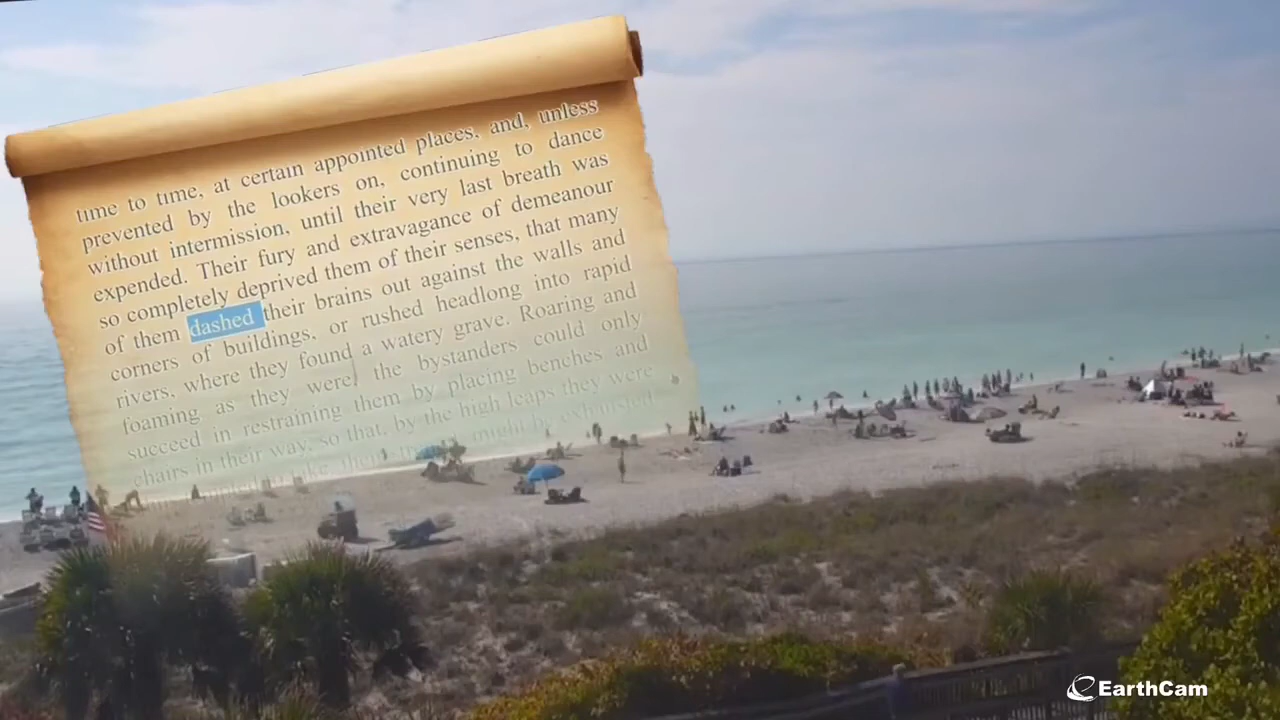 time to time, at certain appointed places, and, unless
prevented by the lookers on, continuing to dance
without intermission, until their very last breath was
expended. Their fury and extravagance of demeanour
so completely deprived them of their senses, that many
of them dashed their brains out against the walls and
corners of buildings, or rushed headlong into rapid
rivers, where they found a watery grave. Roaring and
foaming as they were, the bystanders could only
succeed in restraining them by placing benches and
chairs in their way, so that, by the high leaps they were
might be exhausted
EarthCam